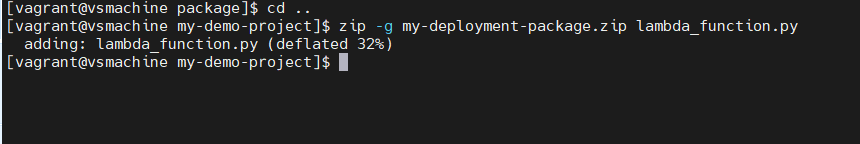 [vagrant@vsmachine package]$ cd ..
[vagrant@vsmachine my-demo-project]$ zip -g my-deployment-package.zip lambda_function.py
  adding: lambda_function.py (deflated 32%)
[vagrant@vsmachine my-demo-project]$